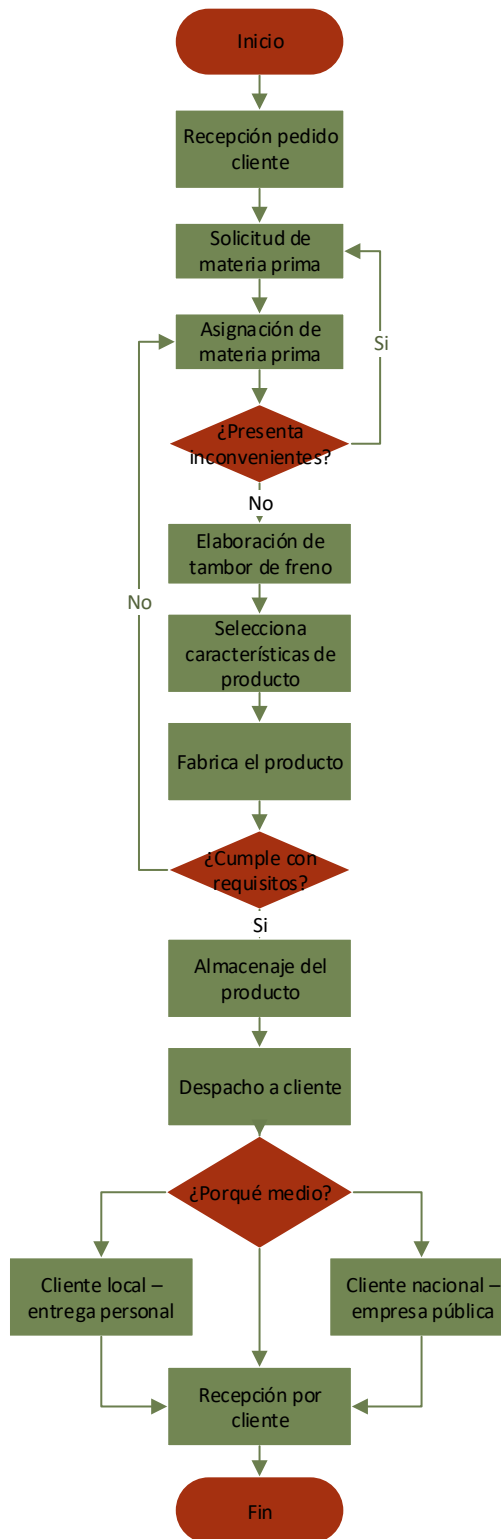 Inicio
Recepción pedido
cliente
Solicitud de
materia prima
Si
Asignación de
materia prima
¿Presenta
inconvenientes?
No
Elaboración de
tambor de freno
No
Selecciona
características de
producto
Fabrica el producto
¿Cumple con
requisitos?
Si
Almacenaje del
producto
Despacho a cliente
¿Porqué medio?
Cliente local –
entrega personal
Cliente nacional –
empresa pública
Recepción por
cliente
Fin